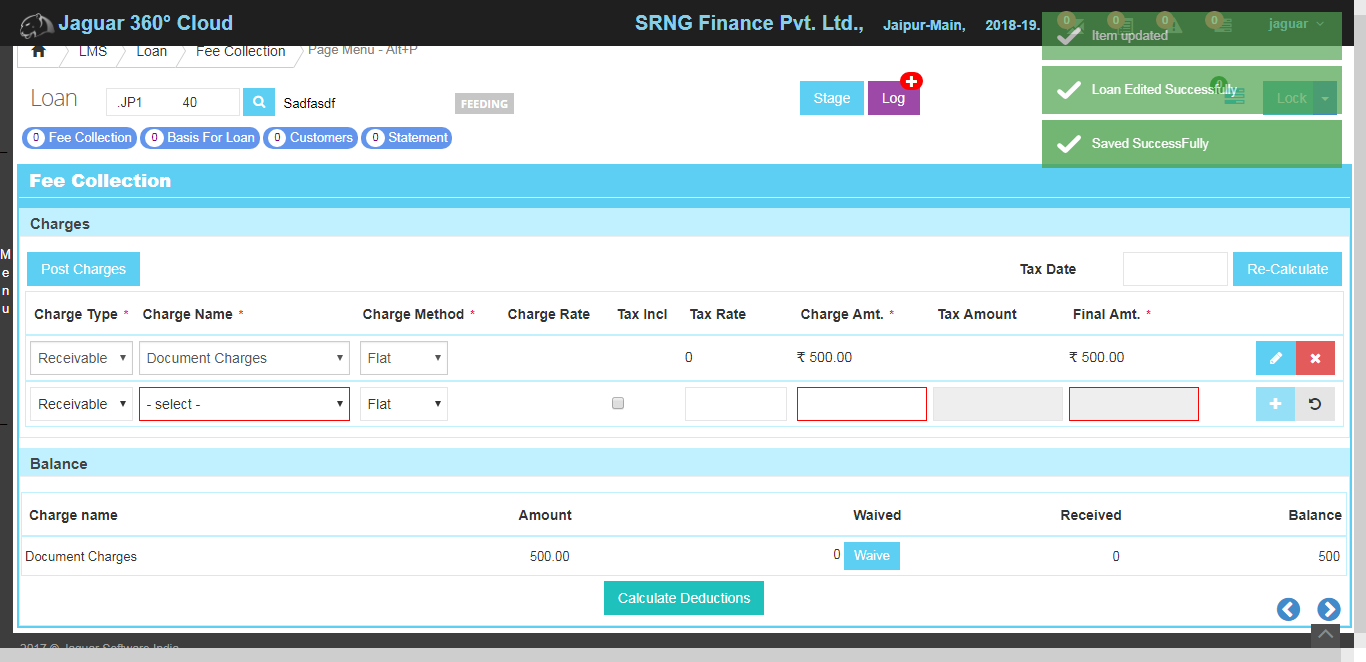 Jaguar 360° Cloud
SRNG Finance Pvt. Ltd., Jaipur-Main, 2018-19.
0 0 0 0 jaguar
Item updated
LMS Loan Fee Collection Page Menu - Alt+P
Loan .JP1 40 Sadfasdf FEEDING Stage Log
Loan Edited Successfully
Lock
0 Fee Collection 0 Basis For Loan 0 Customers 0 Statement
Saved SuccessFully
Menu
Fee Collection
Charges
Post Charges Tax Date Re-Calculate
Charge Type * Charge Name * Charge Method * Charge Rate Tax Incl Tax Rate Charge Amt. * Tax Amount Final Amt. *
Receivable Document Charges Flat 0 ₹ 500.00 ₹ 500.00
Receivable - select - Flat
Balance
Charge name Amount Waived Received Balance
Document Charges 500.00 0 Waive 0 500
Calculate Deductions
2017 © Jaguar Software India